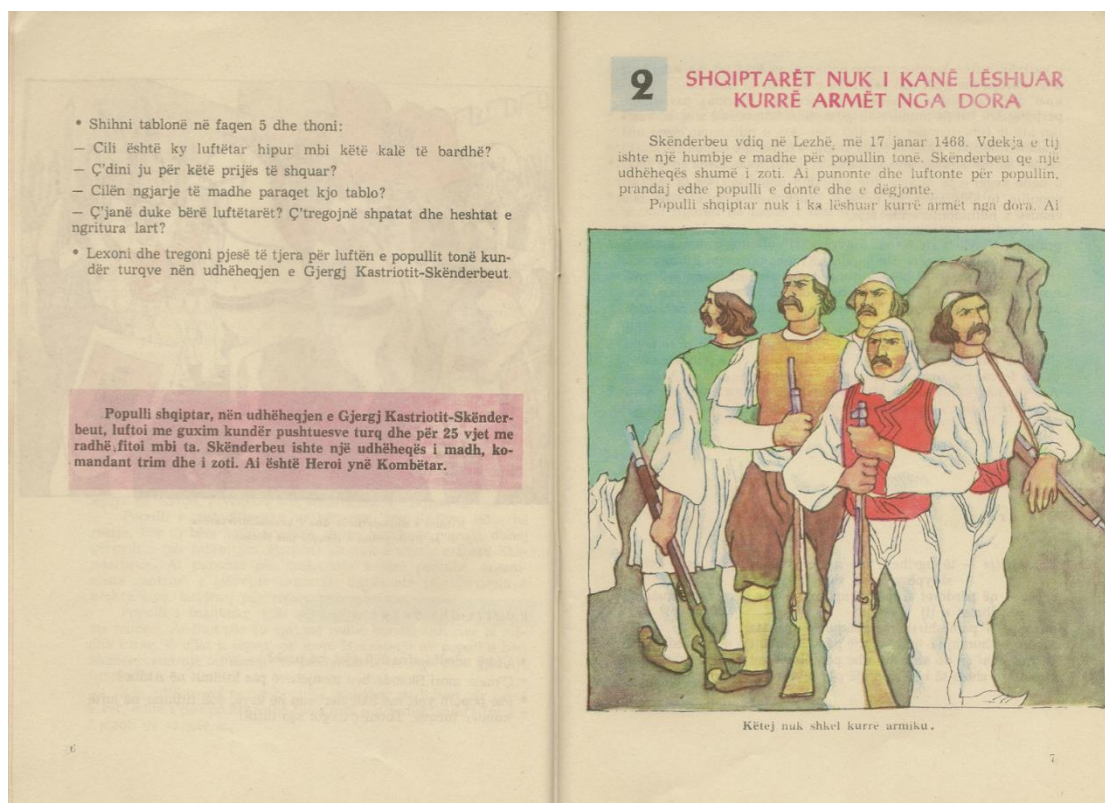 • Shihni tablonë në faqen 5 dhe thoni:
— Cili është ky luftëtar hipur mbi këtë kalë të bardhë?
— Ç'dini ju për këtë prijës të shquar?
— Cilën ngjarje të madhe paraqet kjo tablo?
— Ç'janë duke bërë luftëtarët? Ç'tregojnë shpatat dhe heshtat e
ngritura lart?
• Lexoni dhe tregoni pjesë të tjera për luftën e popullit tonë kun-
dër turqve nën udhëheqjen e Gjergj Kastriotit-Skënderbeut
Populli shqiptar, nën udhëheqjen e Gjergj Kastriotit-Skënder-
beut, luftoi me guxim kundër pushtuesve turq dhe për 25 vjet me
radhë,fitoi mbi ta. Skënderbeu ishte një udhëheqës i madh, ko-
mandant trim dhe i zoti. Ai është Heroi ynë Kombëtar.
6
2
SHQIPTARËT NUK I KANË LËSHUAR
KURRË ARMËT NGA DORA
Skënderbeu vdiq në Lezhë, më 17 janar 1468. Vdekja e tij
ishte një humbje e madhe për popullin tonë. Skënderbeu qe një
udhëheqës shumë i zoti. Ai punonte dhe luftonte për popullin,
prandaj edhe populli e donte dhe e dëgjonte.
Populli shqiptar nuk i ka lëshuar kurrë armët nga dora. Ai
Këtej nuk shkel kurrë armiku.
7